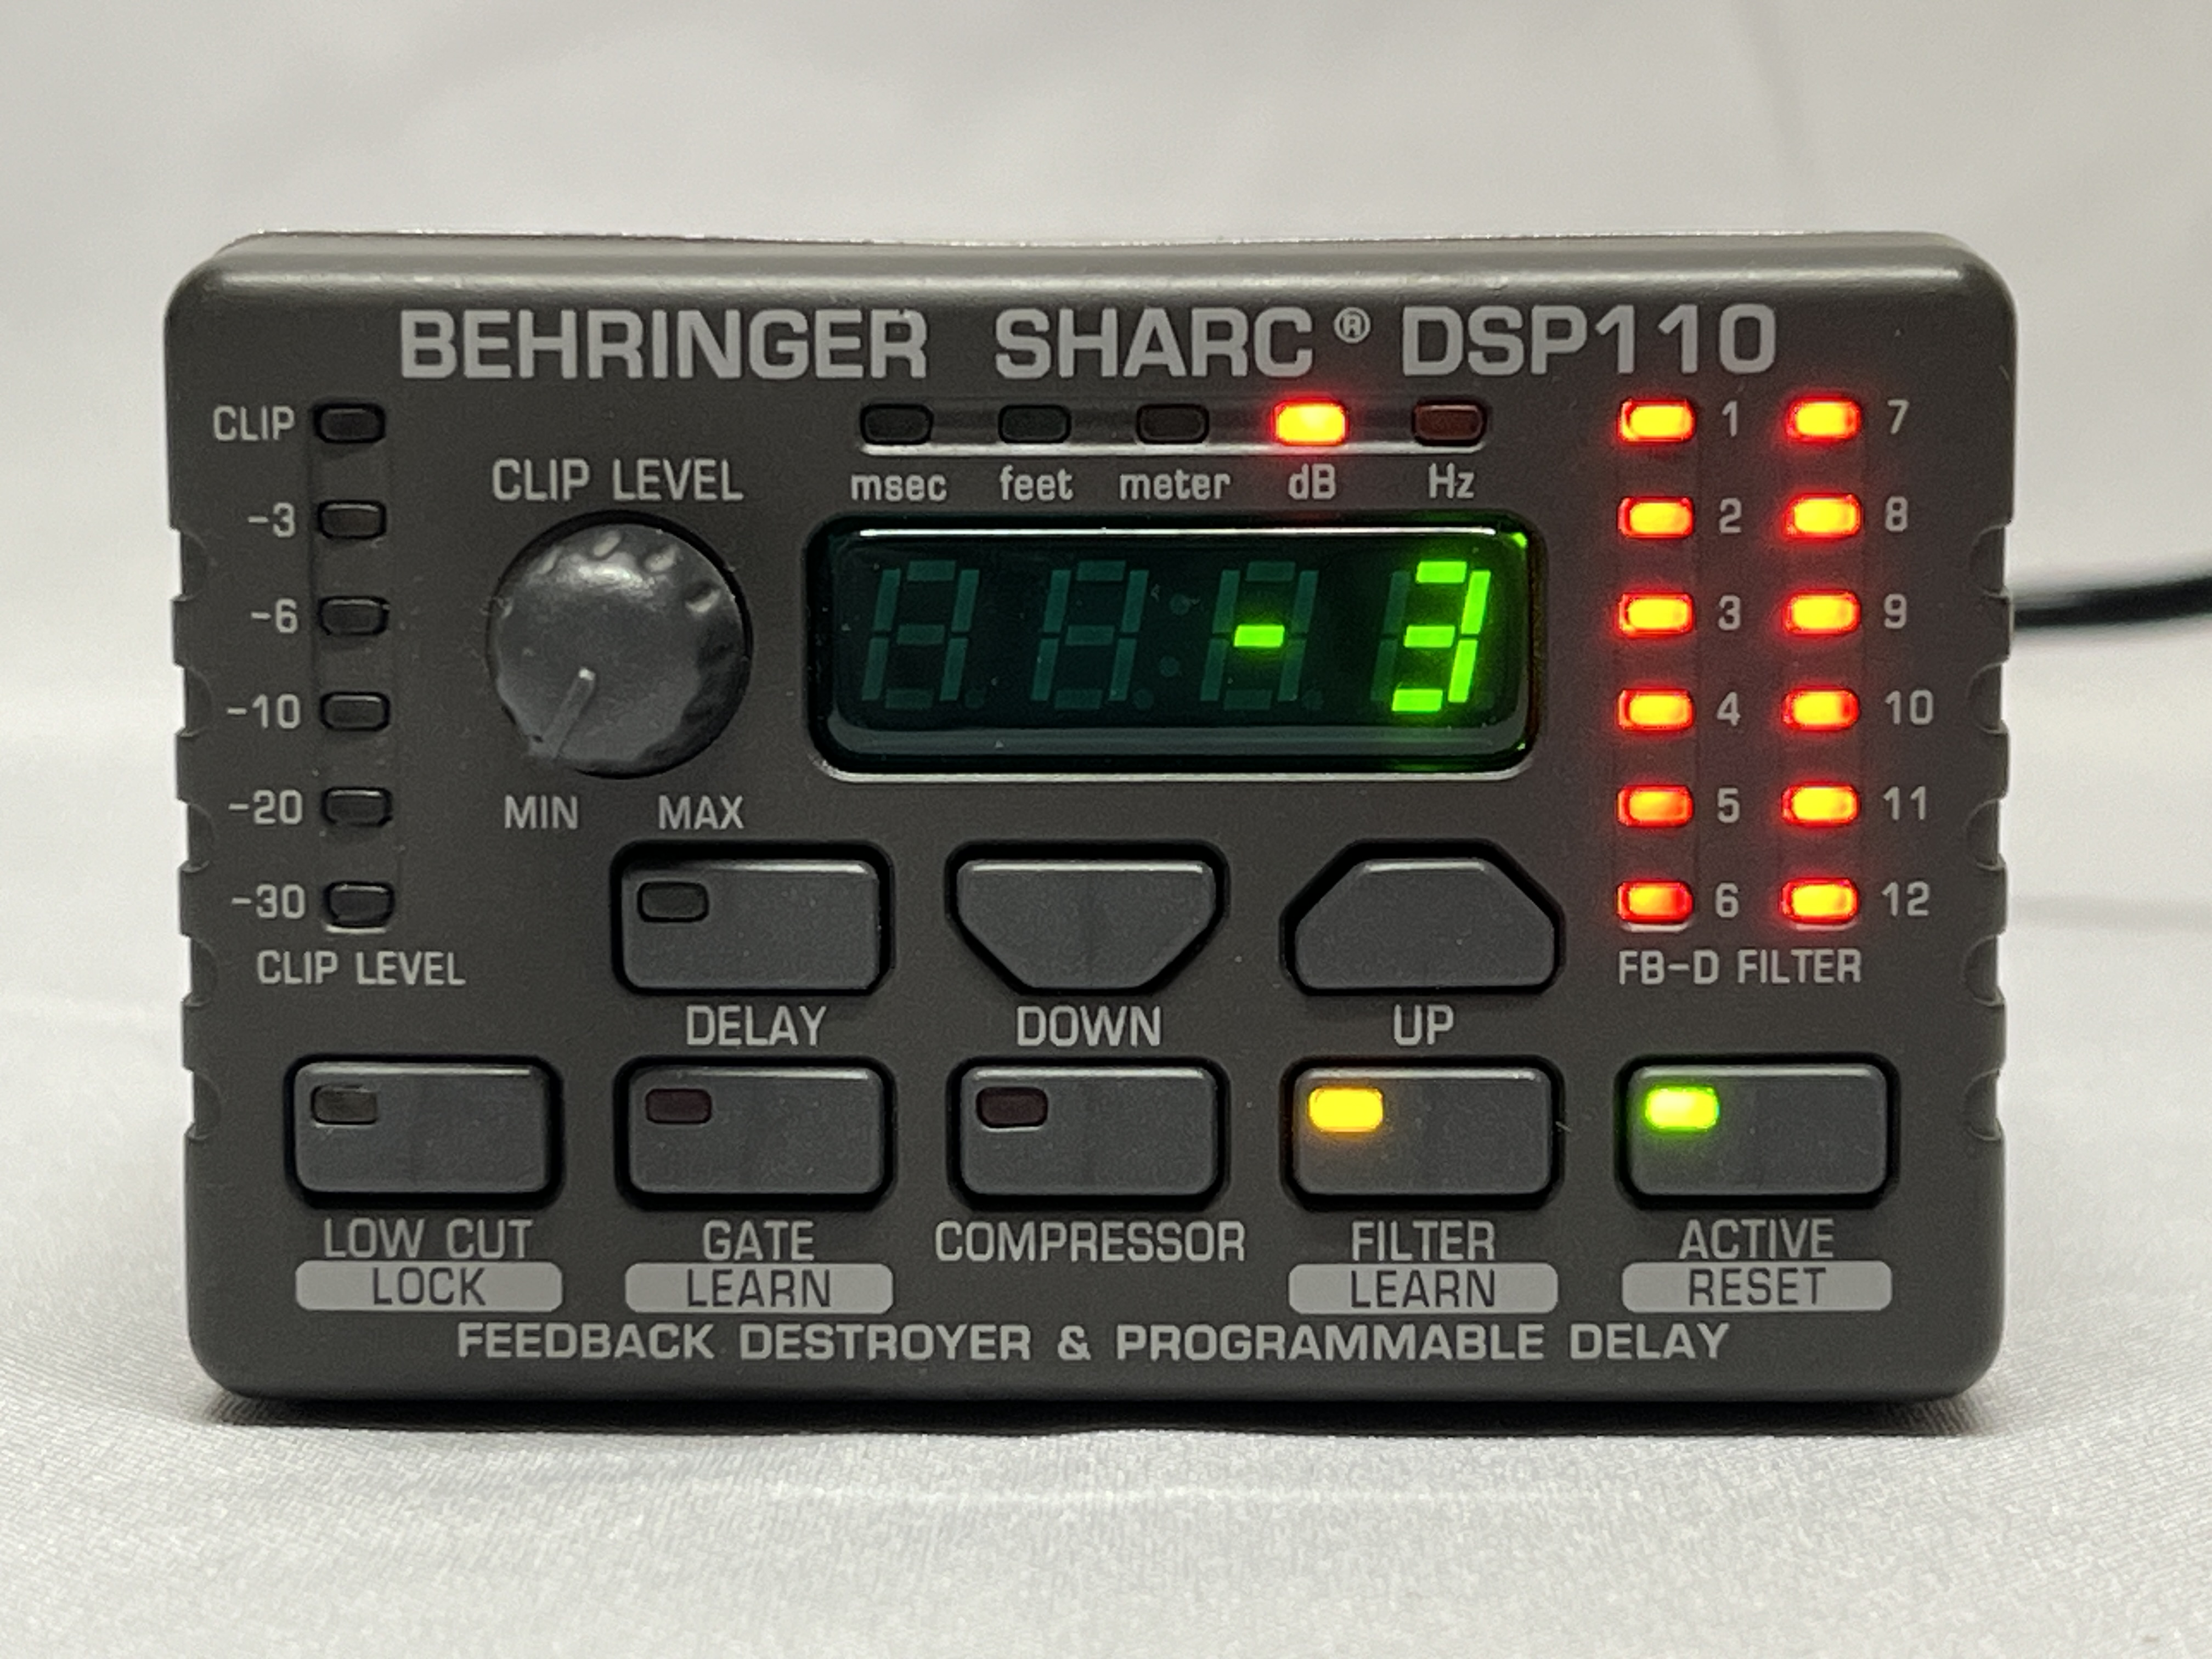 BEHRINGER SHARC® DSP110
CLIP
-3
-6
-10
-20
-30
CLIP LEVEL
CLIP LEVEL
MIN MAX
msec feet meter dB Hz
-3
1 7
2 8
3 9
4 10
5 11
6 12
FB-D FILTER
DELAY DOWN UP
LOW CUT GATE COMPRESSOR FILTER ACTIVE
LOCK LEARN LEARN RESET
FEEDBACK DESTROYER & PROGRAMMABLE DELAY